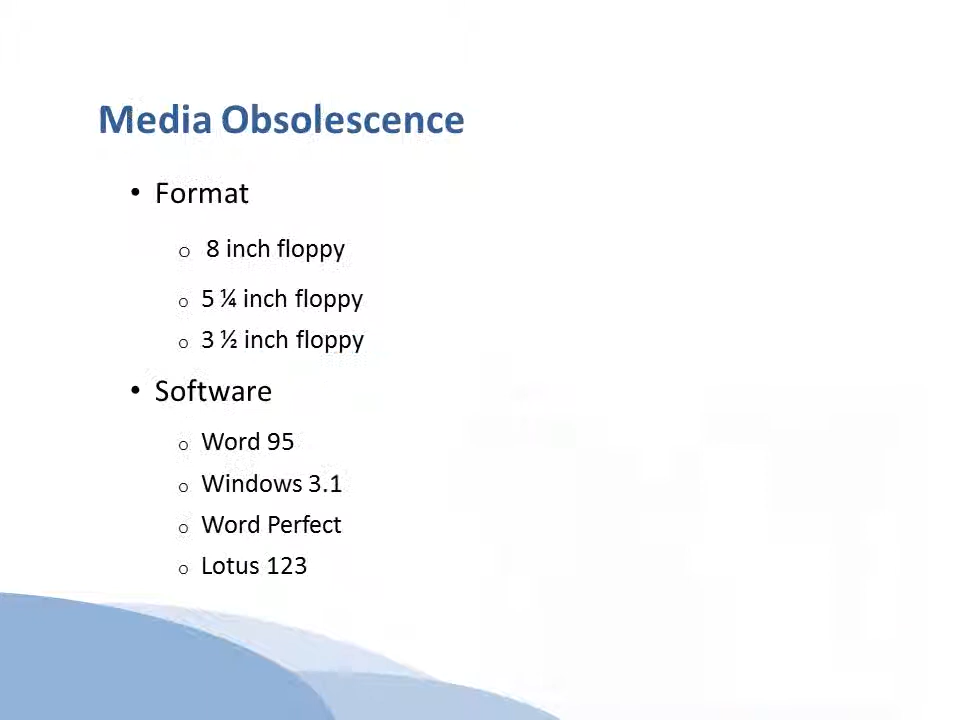 Media Obsolescence
• Format
o 8 inch floppy
o 5 ¼ inch floppy
o 3 ½ inch floppy
• Software
o Word 95
o Windows 3.1
o Word Perfect
o Lotus 123